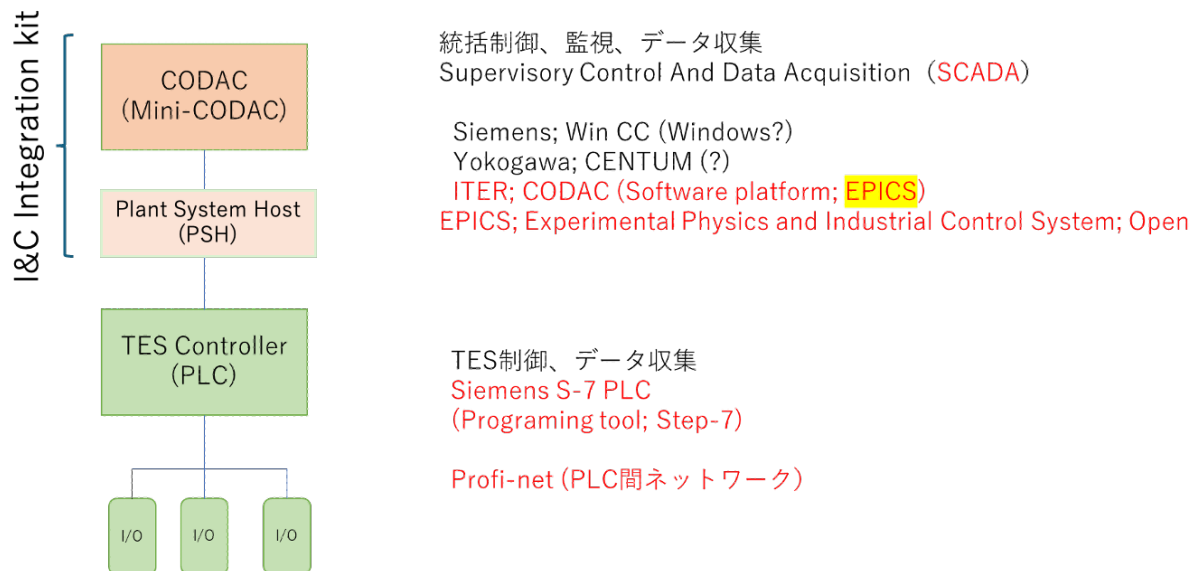 I&C Integration kit
CODAC
(Mini-CODAC)
Plant System Host
(PSH)
TES Controller
(PLC)
I/O
I/O
I/O
統括制御、監視、データ収集
Supervisory Control And Data Acquisition（SCADA）
Siemens; Win CC (Windows?)
Yokogawa; CENTUM (?)
ITER; CODAC (Software platform; EPICS)
EPICS; Experimental Physics and Industrial Control System; Open
TES制御、データ収集
Siemens S-7 PLC
(Programing tool; Step-7)
Profi-net (PLC間ネットワーク)